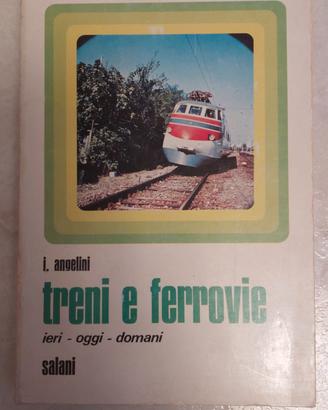 i. angelini
treni e ferrovie
ieri - oggi - domani
salani